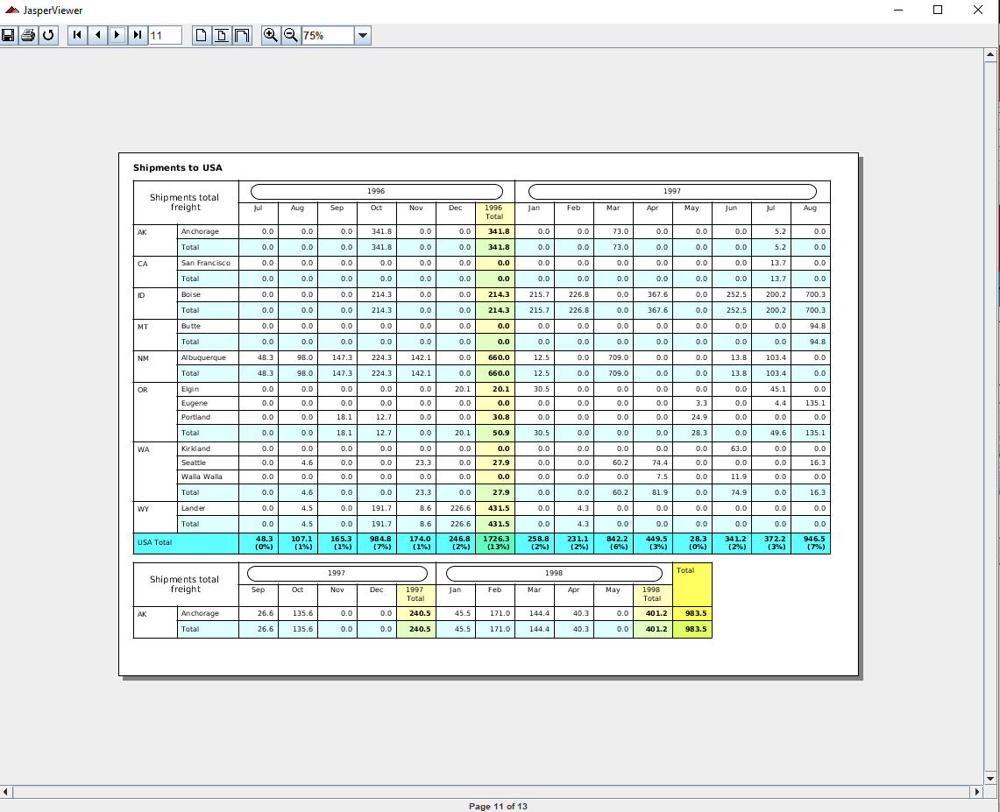 JasperViewer
11
75%
Shipments to USA
Shipments total freight 1996 1997
Jul Aug Sep Oct Nov Dec 1996 Total Jan Feb Mar Apr May Jun Jul Aug
AK Anchorage 0.0 0.0 0.0 341.8 0.0 0.0 341.8 0.0 0.0 73.0 0.0 0.0 0.0 5.2 0.0
Total 0.0 0.0 0.0 341.8 0.0 0.0 341.8 0.0 0.0 73.0 0.0 0.0 0.0 5.2 0.0
CA San Francisco 0.0 0.0 0.0 0.0 0.0 0.0 0.0 0.0 0.0 0.0 0.0 0.0 0.0 13.7 0.0
Total 0.0 0.0 0.0 0.0 0.0 0.0 0.0 0.0 0.0 0.0 0.0 0.0 0.0 13.7 0.0
ID Boise 0.0 0.0 0.0 214.3 0.0 0.0 214.3 215.7 226.8 0.0 367.6 0.0 252.5 200.2 700.3
Total 0.0 0.0 0.0 214.3 0.0 0.0 214.3 215.7 226.8 0.0 367.6 0.0 252.5 200.2 700.3
MT Butte 0.0 0.0 0.0 0.0 0.0 0.0 0.0 0.0 0.0 0.0 0.0 0.0 0.0 0.0 94.8
Total 0.0 0.0 0.0 0.0 0.0 0.0 0.0 0.0 0.0 0.0 0.0 0.0 0.0 0.0 94.8
NM Albuquerque 48.3 98.0 147.3 224.3 142.1 0.0 660.0 12.5 0.0 709.0 0.0 0.0 13.8 103.4 0.0
Total 48.3 98.0 147.3 224.3 142.1 0.0 660.0 12.5 0.0 709.0 0.0 0.0 13.8 103.4 0.0
OR Elgin 0.0 0.0 0.0 0.0 0.0 20.1 20.1 30.5 0.0 0.0 0.0 0.0 0.0 45.1 0.0
Eugene 0.0 0.0 0.0 0.0 0.0 0.0 0.0 0.0 0.0 0.0 0.0 3.3 0.0 4.4 135.1
Portland 0.0 0.0 18.1 12.7 0.0 0.0 30.8 0.0 0.0 0.0 0.0 24.9 0.0 0.0 0.0
Total 0.0 0.0 18.1 12.7 0.0 20.1 50.9 30.5 0.0 0.0 0.0 28.3 0.0 49.6 135.1
WA Kirkland 0.0 0.0 0.0 0.0 0.0 0.0 0.0 0.0 0.0 0.0 0.0 0.0 63.0 0.0 0.0
Seattle 0.0 4.6 0.0 0.0 23.3 0.0 27.9 0.0 0.0 60.2 74.4 0.0 0.0 0.0 16.3
Walla Walla 0.0 0.0 0.0 0.0 0.0 0.0 0.0 0.0 0.0 0.0 7.5 0.0 11.9 0.0 0.0
Total 0.0 4.6 0.0 0.0 23.3 0.0 27.9 0.0 0.0 60.2 81.9 0.0 74.9 0.0 16.3
WY Lander 0.0 4.5 0.0 191.7 8.6 226.6 431.5 0.0 4.3 0.0 0.0 0.0 0.0 0.0 0.0
Total 0.0 4.5 0.0 191.7 8.6 226.6 431.5 0.0 4.3 0.0 0.0 0.0 0.0 0.0 0.0
USA Total 48.3 107.1 165.3 984.8 174.0 246.8 1726.3 258.8 231.1 842.2 449.5 28.3 341.2 372.2 946.5
(0%) (1%) (1%) (7%) (1%) (2%) (13%) (2%) (2%) (6%) (3%) (0%) (2%) (3%) (7%)
Shipments total freight 1997 1998 Total
Sep Oct Nov Dec 1997 Total Jan Feb Mar Apr May 1998 Total
AK Anchorage 26.6 135.6 0.0 0.0 240.5 45.5 171.0 144.4 40.3 0.0 401.2 983.5
Total 26.6 135.6 0.0 0.0 240.5 45.5 171.0 144.4 40.3 0.0 401.2 983.5
Page 11 of 13